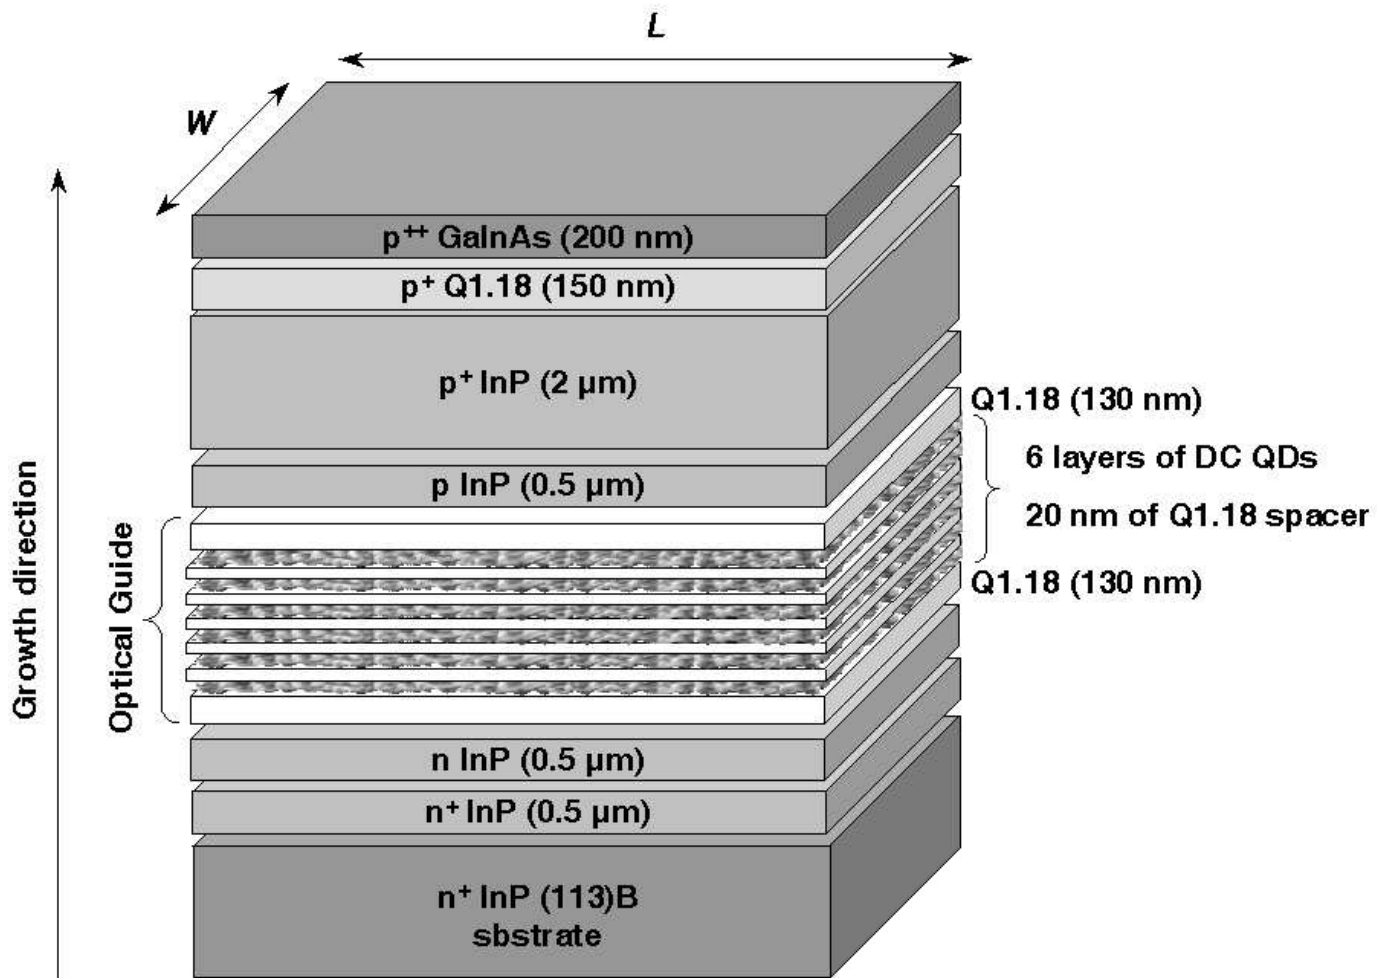 L
W
p++ GaInAs (200 nm)
p+ Q1.18 (150 nm)
p+ InP (2 µm)
Q1.18 (130 nm)
6 layers of DC QDs
20 nm of Q1.18 spacer
Q1.18 (130 nm)
p InP (0.5 µm)
Growth direction
Optical Guide
n InP (0.5 µm)
n+ InP (0.5 µm)
n+ InP (113)B
sbstrate